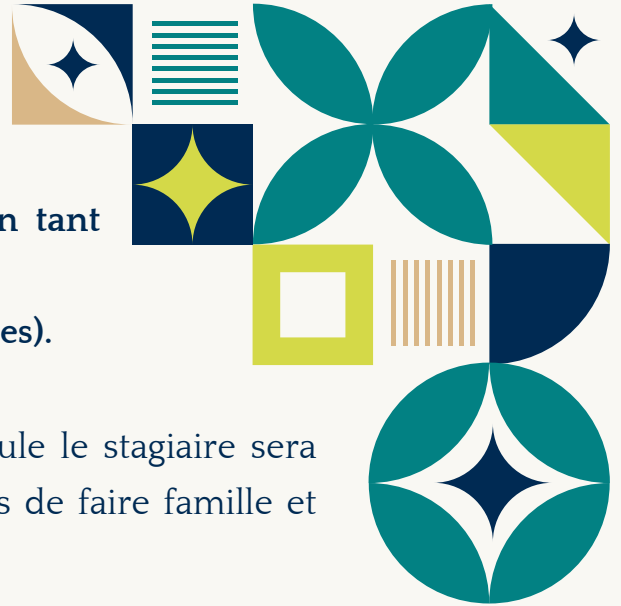 n tant
es).
ule le stagiaire sera
s de faire famille et